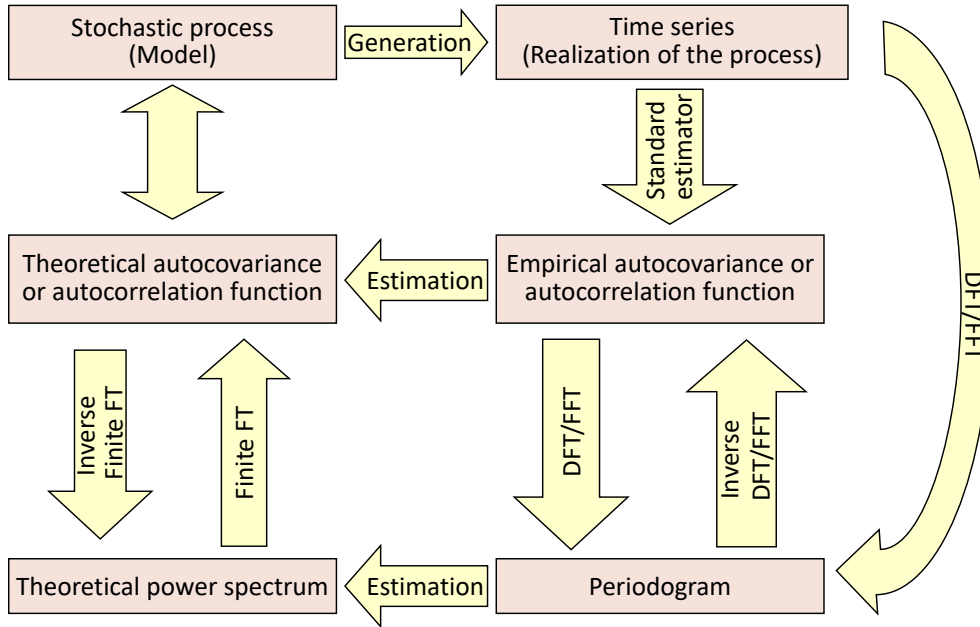 Stochastic process
(Model)
Generation
Time series
(Realization of the process)
Standard
estimator
DFT/FFT
Theoretical autocovariance
or autocorrelation function
Estimation
Empirical autocovariance or
autocorrelation function
Inverse
Finite FT
Finite FT
DFT/FFT
Inverse
DFT/FFT
Theoretical power spectrum
Estimation
Periodogram